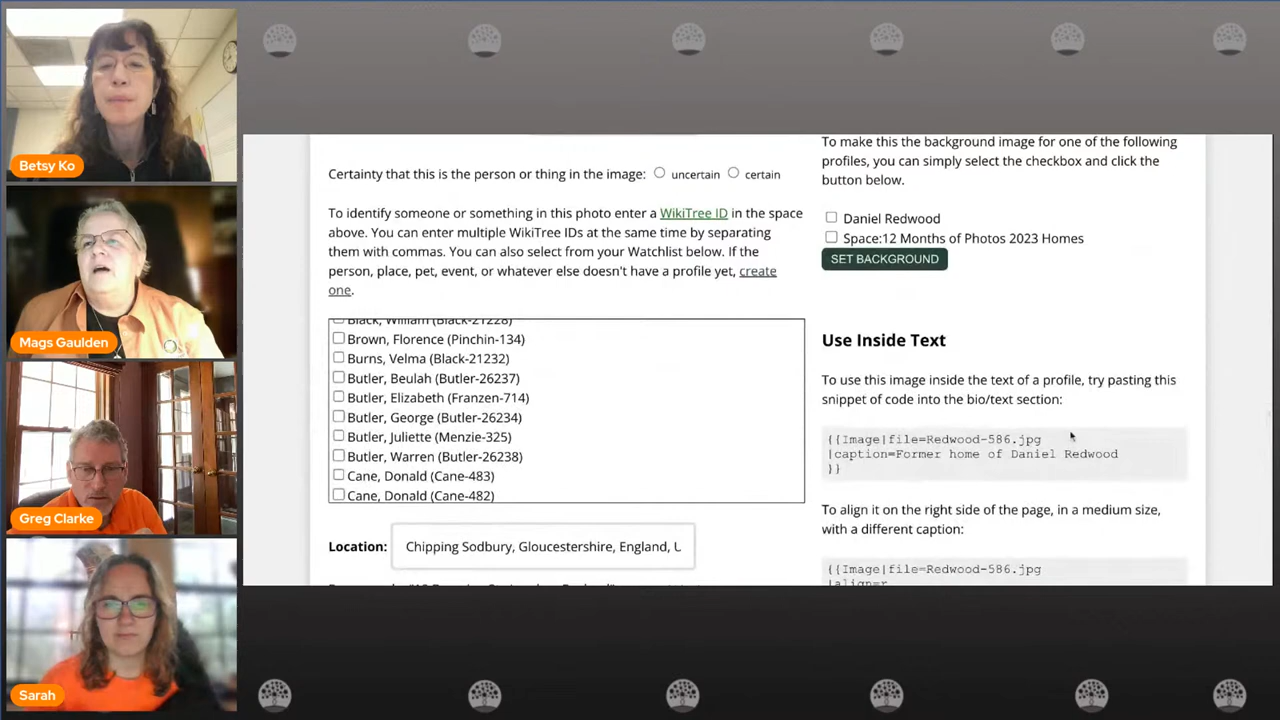 Betsy Ko
Mags Gaulden
Greg Clarke
Sarah
Certainty that this is the person or thing in the image: uncertain certain
To identify someone or something in this photo enter a WikiTree ID in the space
above. You can enter multiple WikiTree IDs at the same time by separating
them with commas. You can also select from your Watchlist below. If the
person, place, pet, event, or whatever else doesn't have a profile yet, create
one.
Black, William (Black-21228)
Brown, Florence (Pinchin-134)
Burns, Velma (Black-21232)
Butler, Beulah (Butler-26237)
Butler, Elizabeth (Franzen-714)
Butler, George (Butler-26234)
Butler, Juliette (Menzie-325)
Butler, Warren (Butler-26238)
Cane, Donald (Cane-483)
Cane, Donald (Cane-482)
Location: Chipping Sodbury, Gloucestershire, England, U
To make this the background image for one of the following
profiles, you can simply select the checkbox and click the
button below.
Daniel Redwood
Space:12 Months of Photos 2023 Homes
SET BACKGROUND
Use Inside Text
To use this image inside the text of a profile, try pasting this
snippet of code into the bio/text section:
{{Image|file=Redwood-586.jpg
|caption=Former home of Daniel Redwood
}}
To align it on the right side of the page, in a medium size,
with a different caption:
{{Image|file=Redwood-586.jpg
|align=r